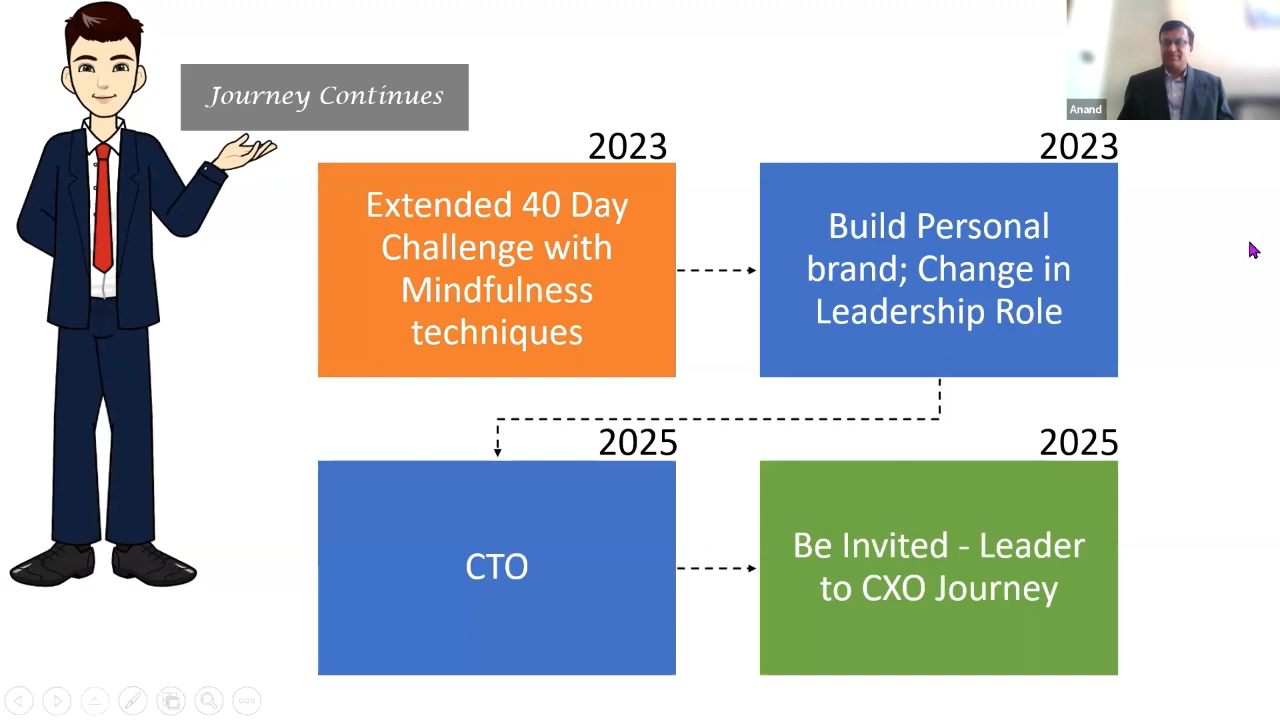 Journey Continues
Anand
2023
Extended 40 Day
Challenge with
Mindfulness
techniques
2023
Build Personal
brand; Change in
Leadership Role
2025
CTO
2025
Be Invited - Leader
to CXO Journey